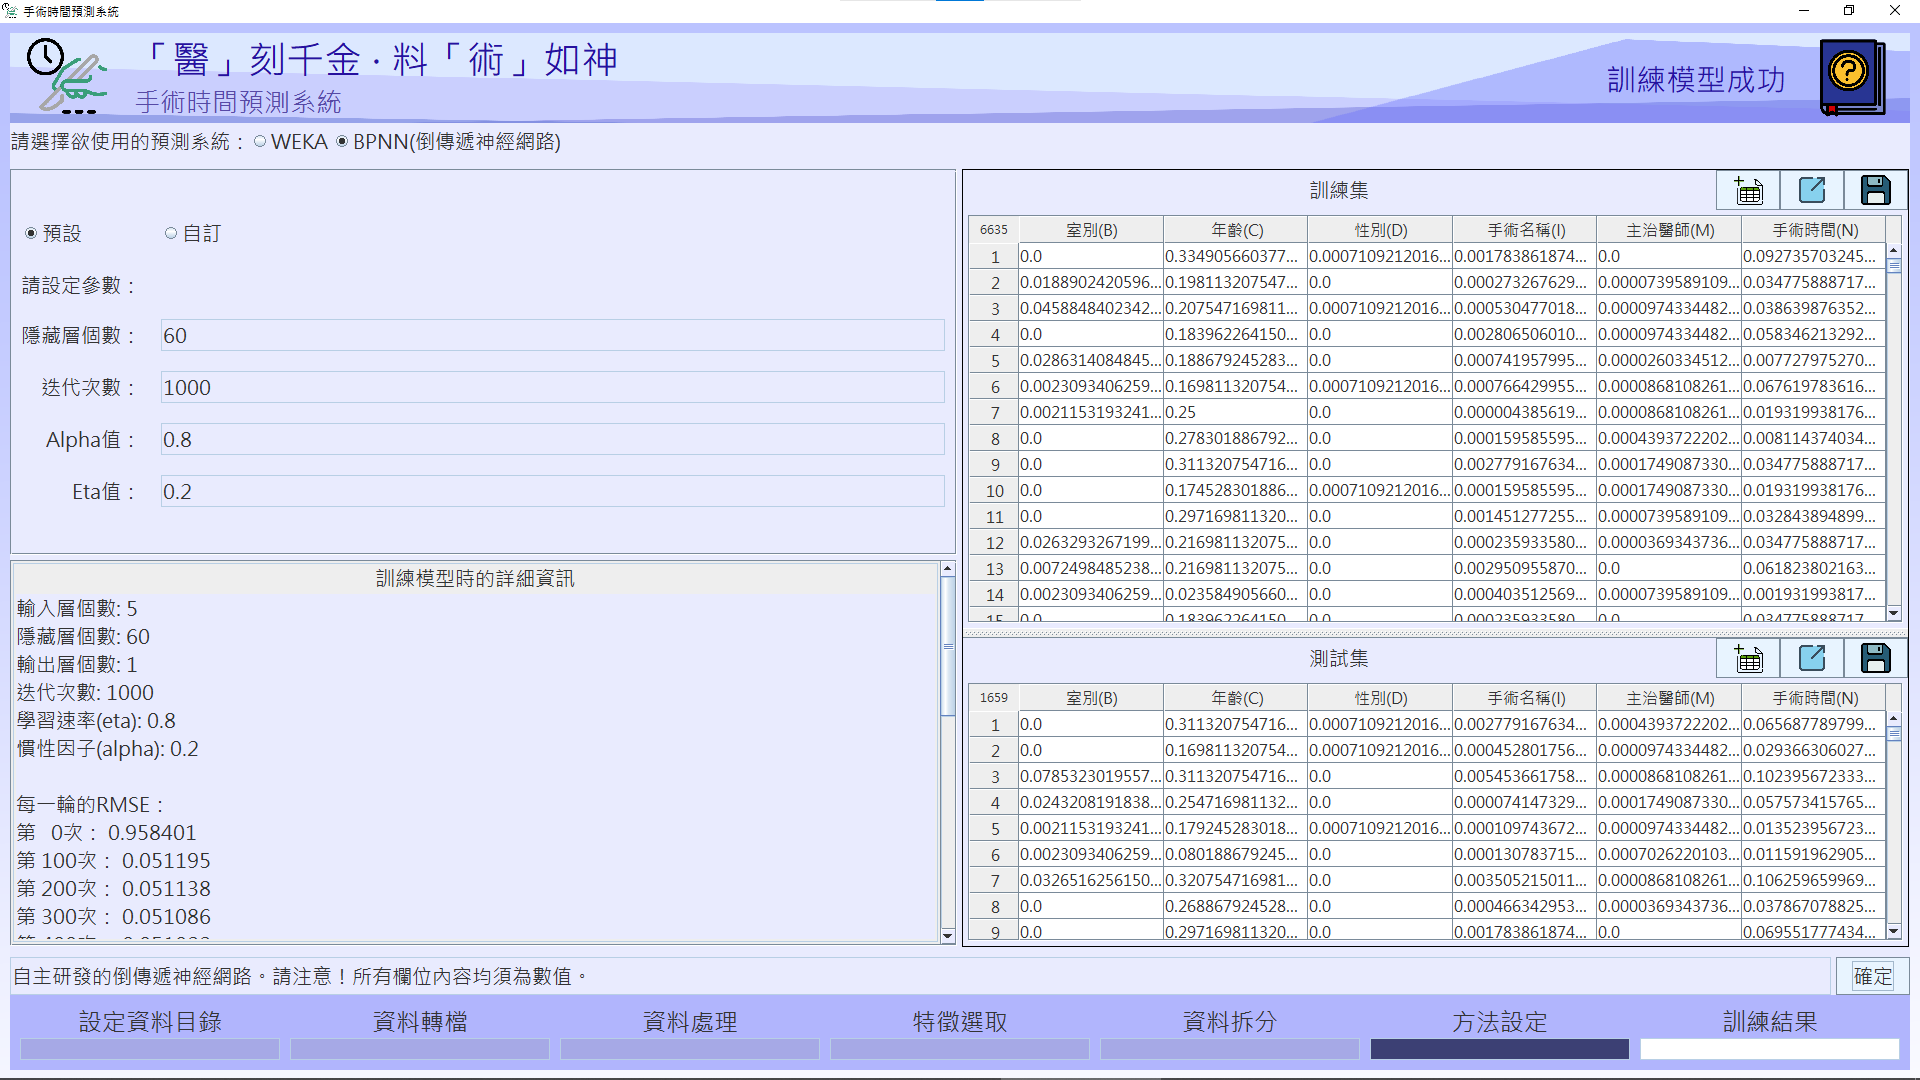 手術時間預測系統
「醫」刻千金·料「術」如神
手術時間預測系統
訓練模型成功
請選擇欲使用的預測系統： WEKA BPNN(倒傳遞神經網路)
預設 自訂
請設定參數：
隱藏層個數： 60
迭代次數： 1000
Alpha值： 0.8
Eta值： 0.2
訓練模型時的詳細資訊
輸入層個數: 5
隱藏層個數: 60
輸出層個數: 1
迭代次數: 1000
學習速率(eta): 0.8
慣性因子(alpha): 0.2
每一輪的RMSE：
第 0次： 0.958401
第 100次： 0.051195
第 200次： 0.051138
第 300次： 0.051086
訓練集
6635 室別(B) 年齡(C) 性別(D) 手術名稱(I) 主治醫師(M) 手術時間(N)
1 0.0 0.334905660377... 0.0007109212016... 0.001783861874... 0.0 0.092735703245...
2 0.0188902420596... 0.198113207547... 0.0 0.000273267629... 0.0000739589109... 0.034775888717...
3 0.0458848402342... 0.207547169811... 0.0007109212016... 0.000530477018... 0.0000974334482... 0.038639876352...
4 0.0 0.183962264150... 0.0 0.002806506010... 0.0000974334482... 0.058346213292...
5 0.0286314084845... 0.188679245283... 0.0 0.000741957995... 0.0000260334512... 0.007727975270...
6 0.0023093406259... 0.169811320754... 0.0007109212016... 0.000766429955... 0.0000868108261... 0.067619783616...
7 0.0021153193241... 0.25 0.0 0.000004385619... 0.0000868108261... 0.019319938176...
8 0.0 0.278301886792... 0.0 0.000159585595... 0.0004393722202... 0.008114374034...
9 0.0 0.311320754716... 0.0 0.002779167634... 0.0001749087330... 0.034775888717...
10 0.0 0.174528301886... 0.0007109212016... 0.000159585595... 0.0001749087330... 0.019319938176...
11 0.0 0.297169811320... 0.0 0.001451277255... 0.0000739589109... 0.032843894899...
12 0.0263293267199... 0.216981132075... 0.0 0.000235933580... 0.0000369343736... 0.034775888717...
13 0.0072498485238... 0.216981132075... 0.0 0.002950955870... 0.0 0.061823802163...
14 0.0023093406259... 0.023584905660... 0.0 0.000403512569... 0.0000739589109... 0.001931993817...
15 0.0 0.183962264150... 0.0 0.000235933580... 0.0 0.034775888717...
測試集
1659 室別(B) 年齡(C) 性別(D) 手術名稱(I) 主治醫師(M) 手術時間(N)
1 0.0 0.311320754716... 0.0007109212016... 0.002779167634... 0.0004393722202... 0.065687789799...
2 0.0 0.169811320754... 0.0007109212016... 0.000452801756... 0.0000974334482... 0.029366306027...
3 0.0785323019557... 0.311320754716... 0.0 0.005453661758... 0.0000868108261... 0.102395672333...
4 0.0243208191838... 0.254716981132... 0.0 0.000074147329... 0.0001749087330... 0.057573415765...
5 0.0021153193241... 0.179245283018... 0.0007109212016... 0.000109743672... 0.0000974334482... 0.013523956723...
6 0.0023093406259... 0.080188679245... 0.0 0.000130783715... 0.0007026220103... 0.011591962905...
7 0.0326516256150... 0.320754716981... 0.0 0.003505215011... 0.0000868108261... 0.106259659969...
8 0.0 0.268867924528... 0.0 0.000466342953... 0.0000369343736... 0.037867078825...
9 0.0 0.297169811320... 0.0 0.001783861874... 0.0 0.069551777434...
自主研發的倒傳遞神經網路。請注意！所有欄位內容均須為數值。
確定
設定資料目錄 資料轉檔 資料處理 特徵選取 資料拆分 方法設定 訓練結果